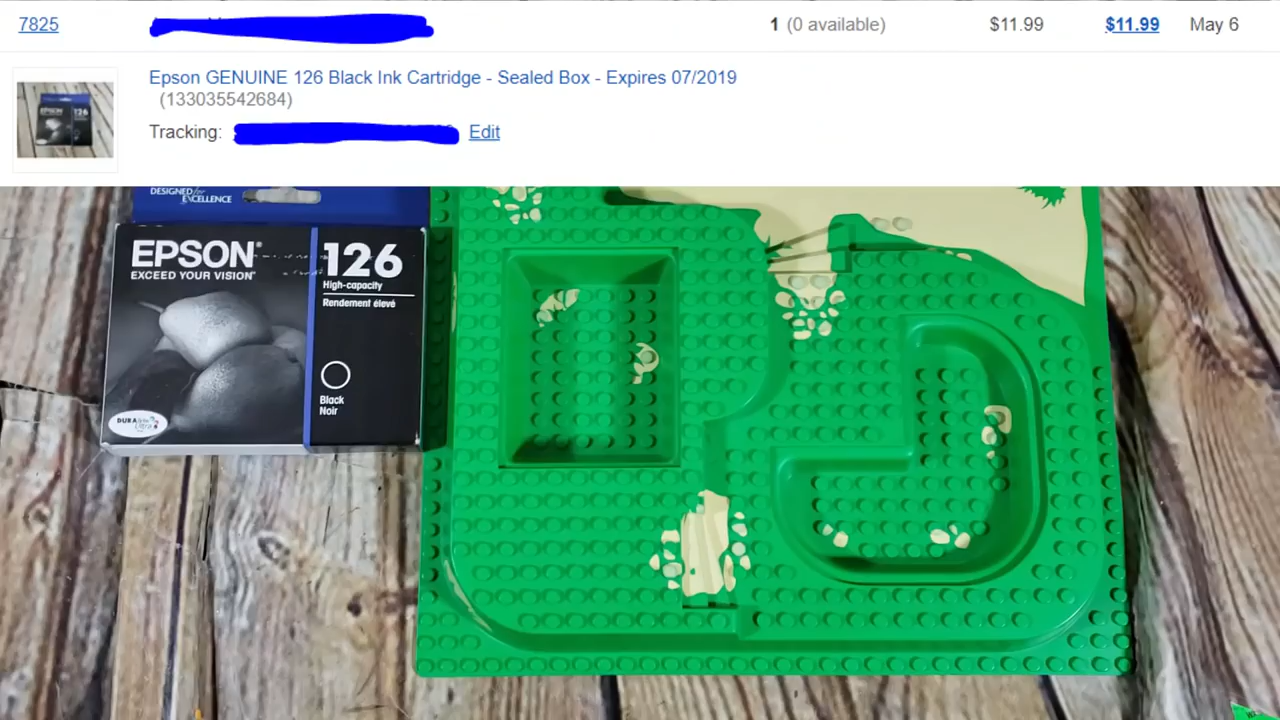 7825
1 (0 available)
$11.99
$11.99
May 6
Epson GENUINE 126 Black Ink Cartridge - Sealed Box - Expires 07/2019
(133035542684)
Tracking:
Edit
DESIGNED for
EXCELLENCE
EPSON®
EXCEED YOUR VISION
126
High-capacity
Rendement élevé
Black
Noir
DURABrite
Ultra